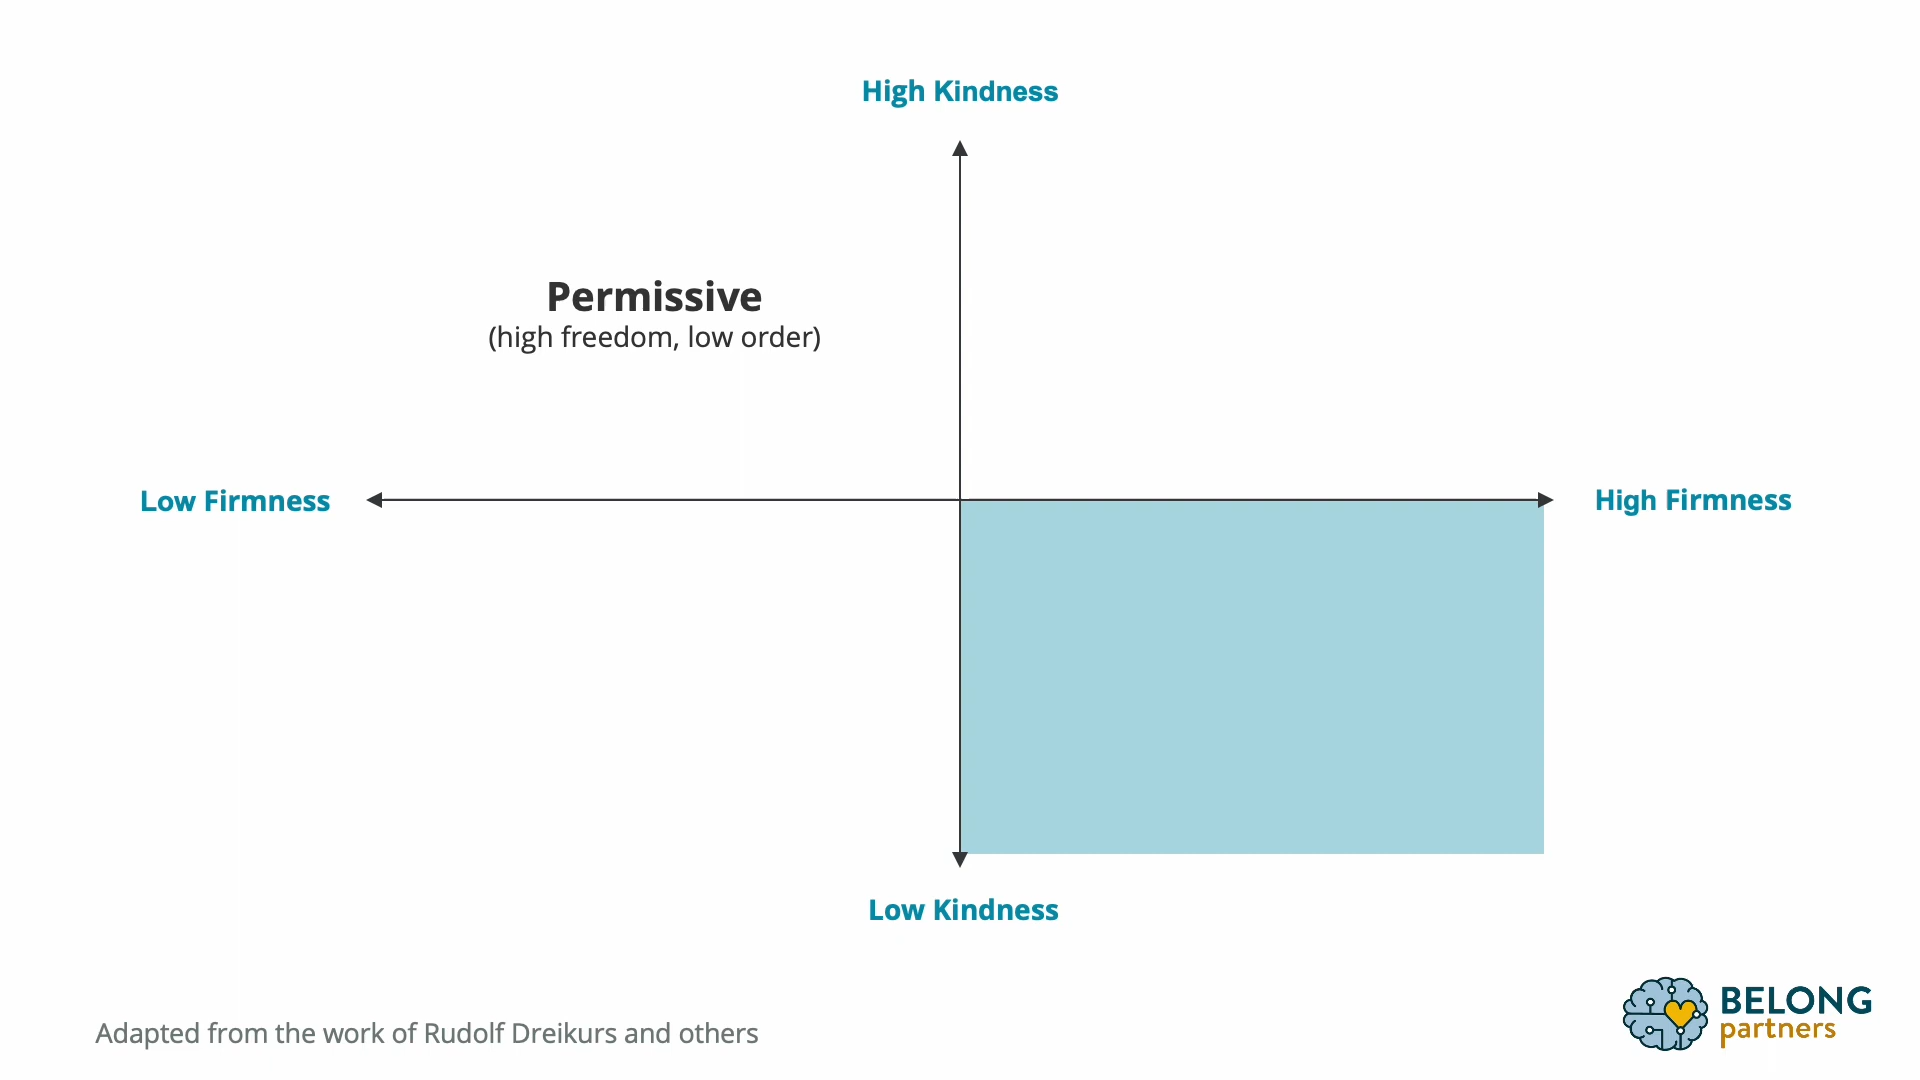 High Kindness
Permissive
(high freedom, low order)
Low Firmness
High Firmness
Low Kindness
BELONG
partners
Adapted from the work of Rudolf Dreikurs and others